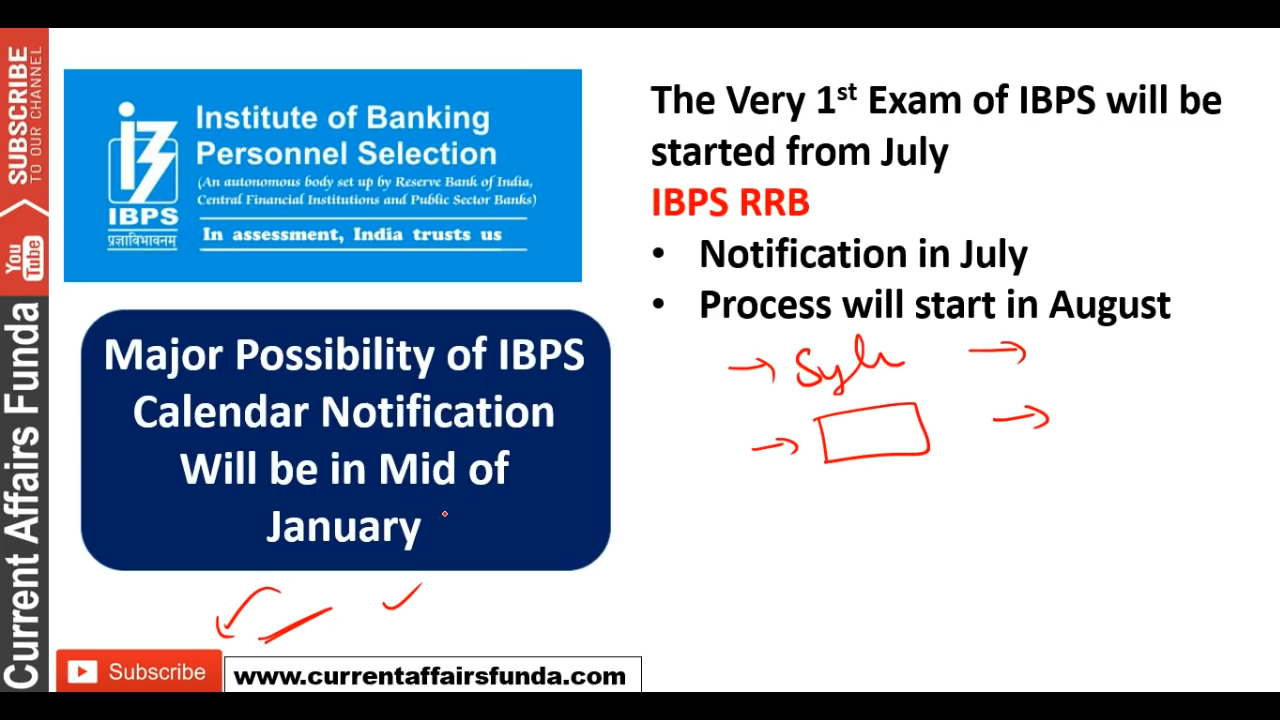 SUBSCRIBE
TO OUR CHANNEL
You
Tube
Current Affairs Funda
Institute of Banking
Personnel Selection
(An autonomous body set up by Reserve Bank of India,
Central Financial Institutions and Public Sector Banks)
In assessment, India trusts us
IBPS
प्रज्ञाविभावनम्
Major Possibility of IBPS
Calendar Notification
Will be in Mid of
January
The Very 1st Exam of IBPS will be
started from July
IBPS RRB
• Notification in July
• Process will start in August
Subscribe
www.currentaffairsfunda.com